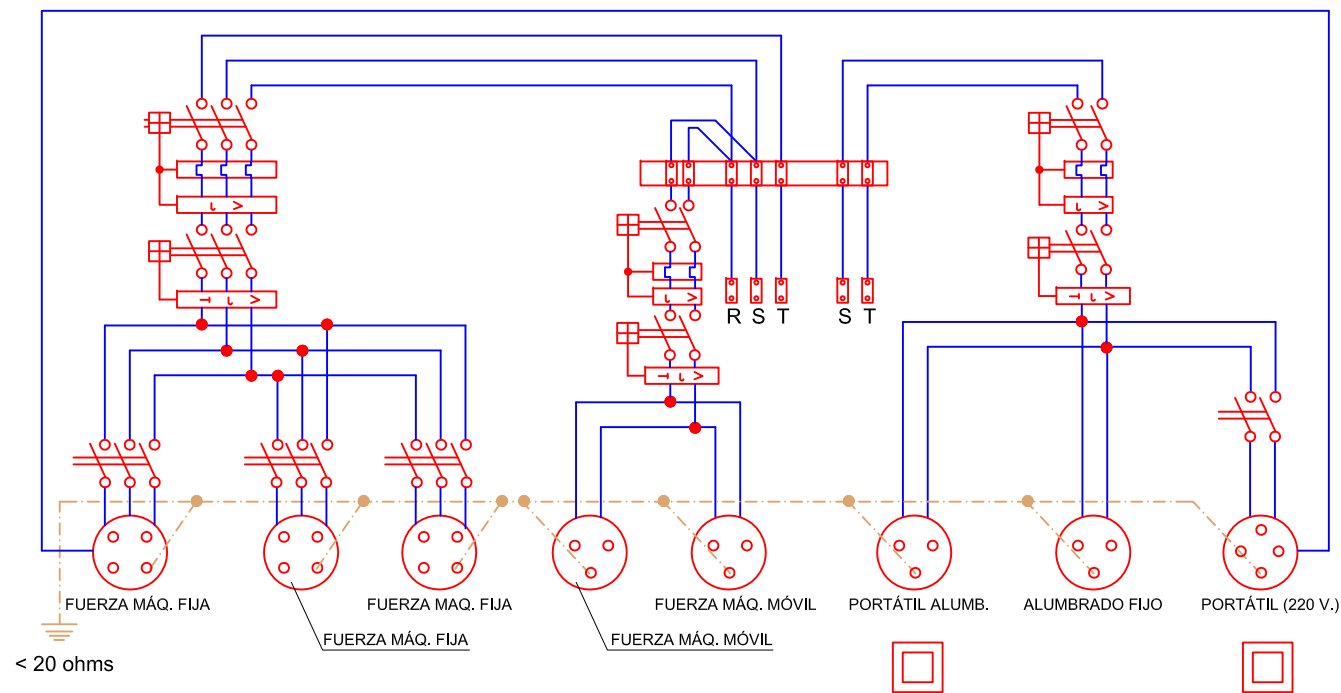 R S T S T
FUERZA MÁQ. FIJA
FUERZA MAQ. FIJA
FUERZA MÁQ. MÓVIL
PORTÁTIL ALUMB.
ALUMBRADO FIJO
PORTÁTIL (220 V.)
FUERZA MÁQ. FIJA
FUERZA MÁQ. MÓVIL
< 20 ohms